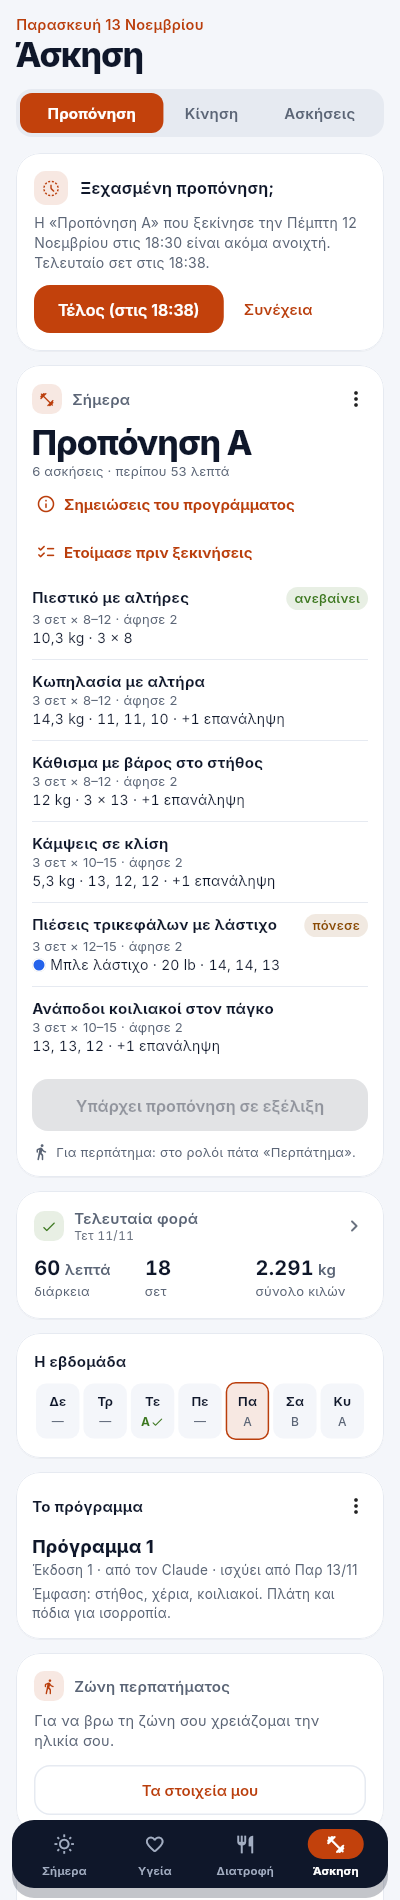 Παρασκευή 13 Νοεμβρίου
Άσκηση
Προπόνηση Κίνηση Ασκήσεις
Ξεχασμένη προπόνηση;
Η «Προπόνηση Α» που ξεκίνησε την Πέμπτη 12
Νοεμβρίου στις 18:30 είναι ακόμα ανοιχτή.
Τελευταίο σετ στις 18:38.
Τέλος (στις 18:38) Συνέχεια
Σήμερα
Προπόνηση Α
6 ασκήσεις · περίπου 53 λεπτά
Σημειώσεις του προγράμματος
Ετοίμασε πριν ξεκινήσεις
Πιεστικό με αλτήρες ανεβαίνει
3 σετ × 8–12 · άφησε 2
10,3 kg · 3 × 8
Κωπηλασία με αλτήρα
3 σετ × 8–12 · άφησε 2
14,3 kg · 11, 11, 10 · +1 επανάληψη
Κάθισμα με βάρος στο στήθος
3 σετ × 8–12 · άφησε 2
12 kg · 3 × 13 · +1 επανάληψη
Κάμψεις σε κλίση
3 σετ × 10–15 · άφησε 2
5,3 kg · 13, 12, 12 · +1 επανάληψη
Πιέσεις τρικεφάλων με λάστιχο πόνεσε
3 σετ × 12–15 · άφησε 2
Μπλε λάστιχο · 20 lb · 14, 14, 13
Ανάποδοι κοιλιακοί στον πάγκο
3 σετ × 10–15 · άφησε 2
13, 13, 12 · +1 επανάληψη
Υπάρχει προπόνηση σε εξέλιξη
Για περπάτημα: στο ρολόι πάτα «Περπάτημα».
Τελευταία φορά
Τετ 11/11
60 λεπτά 18 2.291 kg
διάρκεια σετ σύνολο κιλών
Η εβδομάδα
Δε Τρ Τε Πε Πα Σα Κυ
— — Α — Α Β Α
Το πρόγραμμα
Πρόγραμμα 1
Έκδοση 1 · από τον Claude · ισχύει από Παρ 13/11
Έμφαση: στήθος, χέρια, κοιλιακοί. Πλάτη και
πόδια για ισορροπία.
Ζώνη περπατήματος
Για να βρω τη ζώνη σου χρειάζομαι την
ηλικία σου.
Τα στοιχεία μου
Σήμερα Υγεία Διατροφή Άσκηση